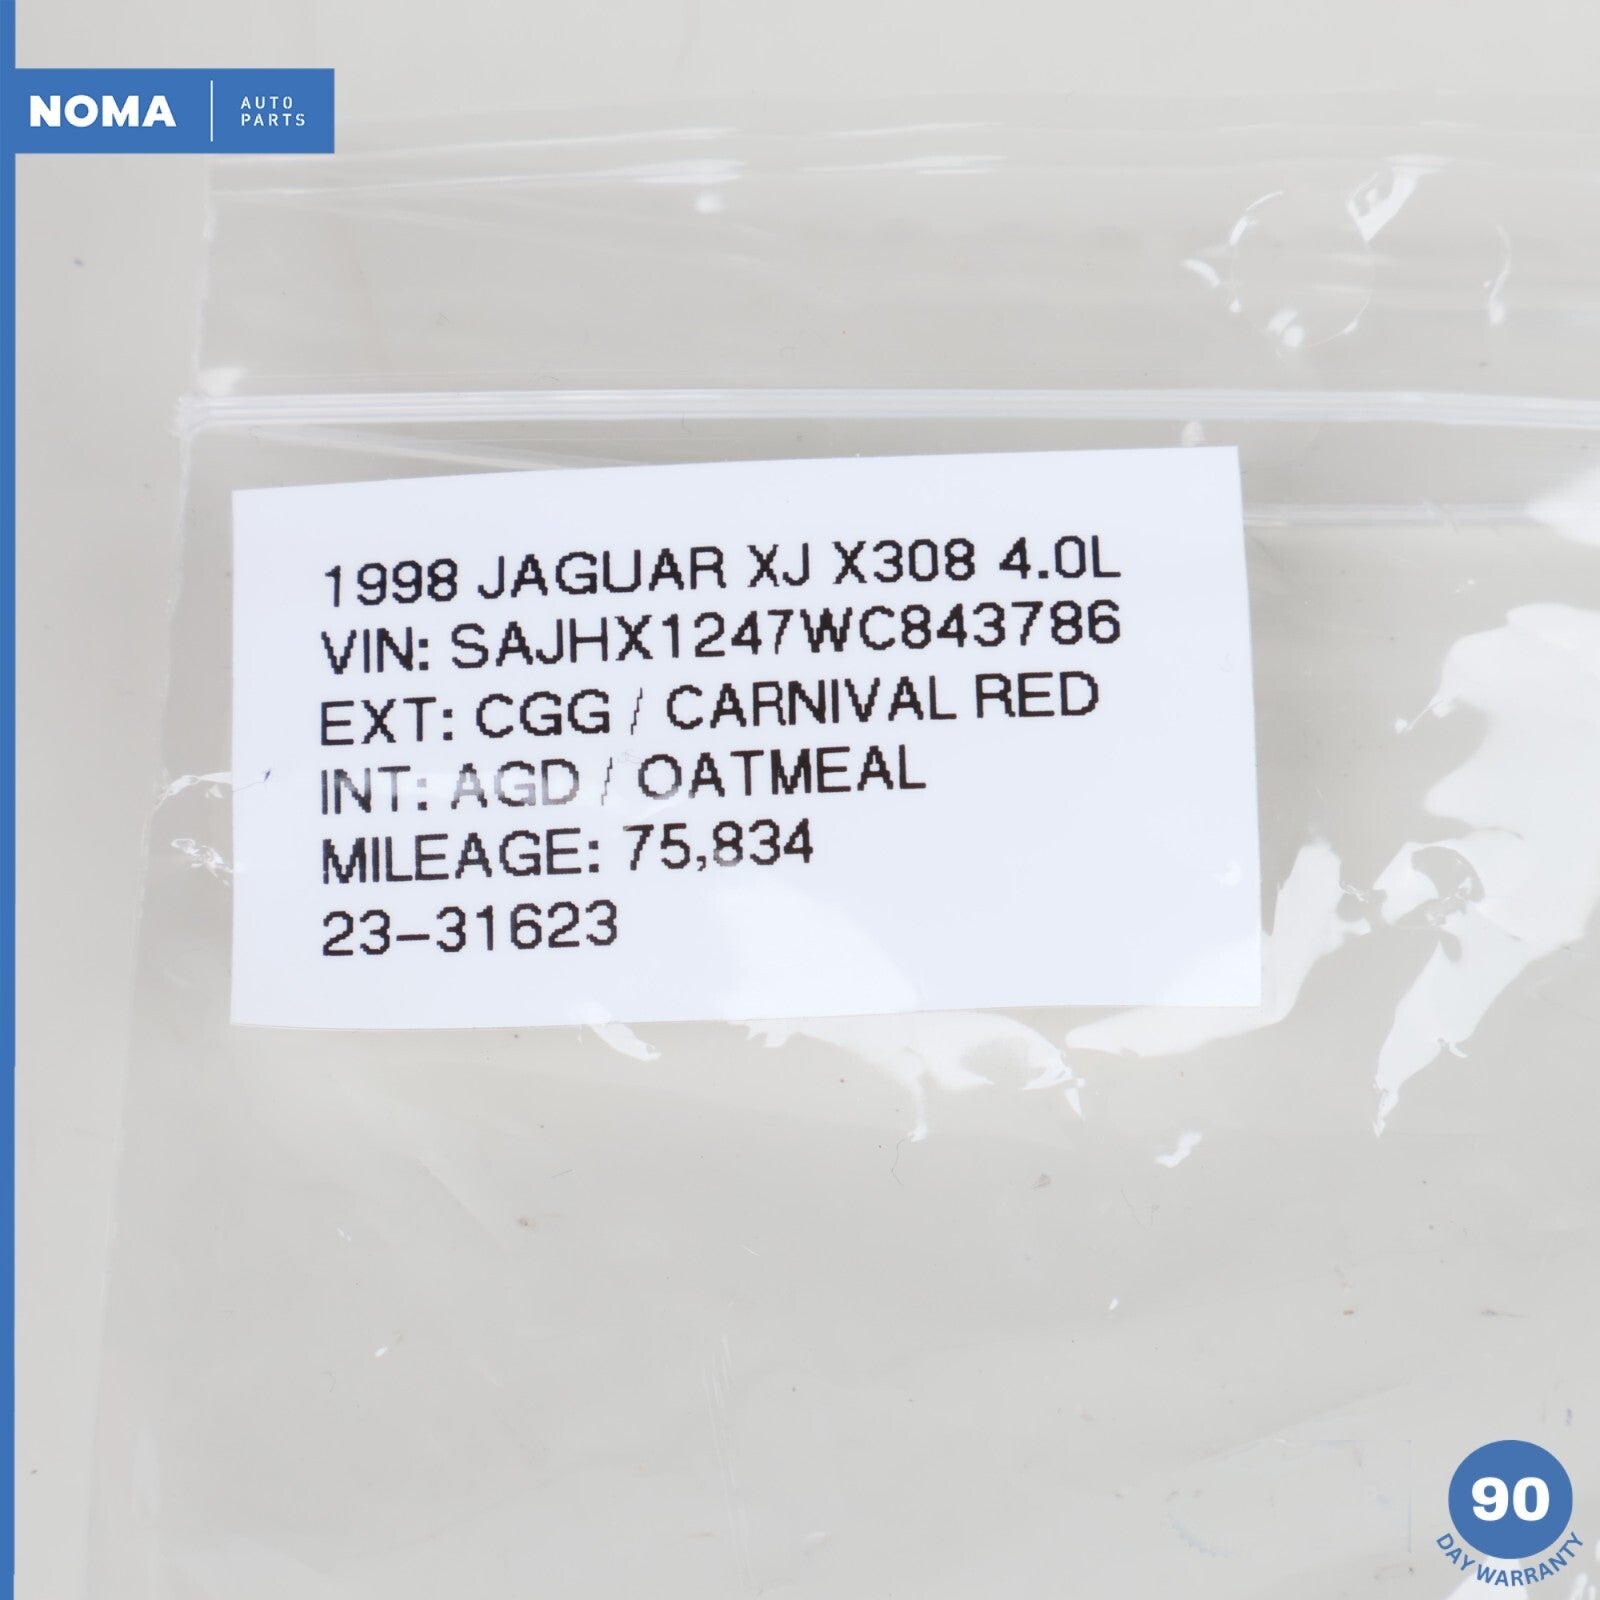 NOMA
AUTO
PARTS
1998 JAGUAR XJ X308 4.0L
VIN: SAJHX1247WC843786
EXT: CGG / CARNIVAL RED
INT: AGD / OATMEAL
MILEAGE: 75,834
23-31623
90
DAY WARRANTY